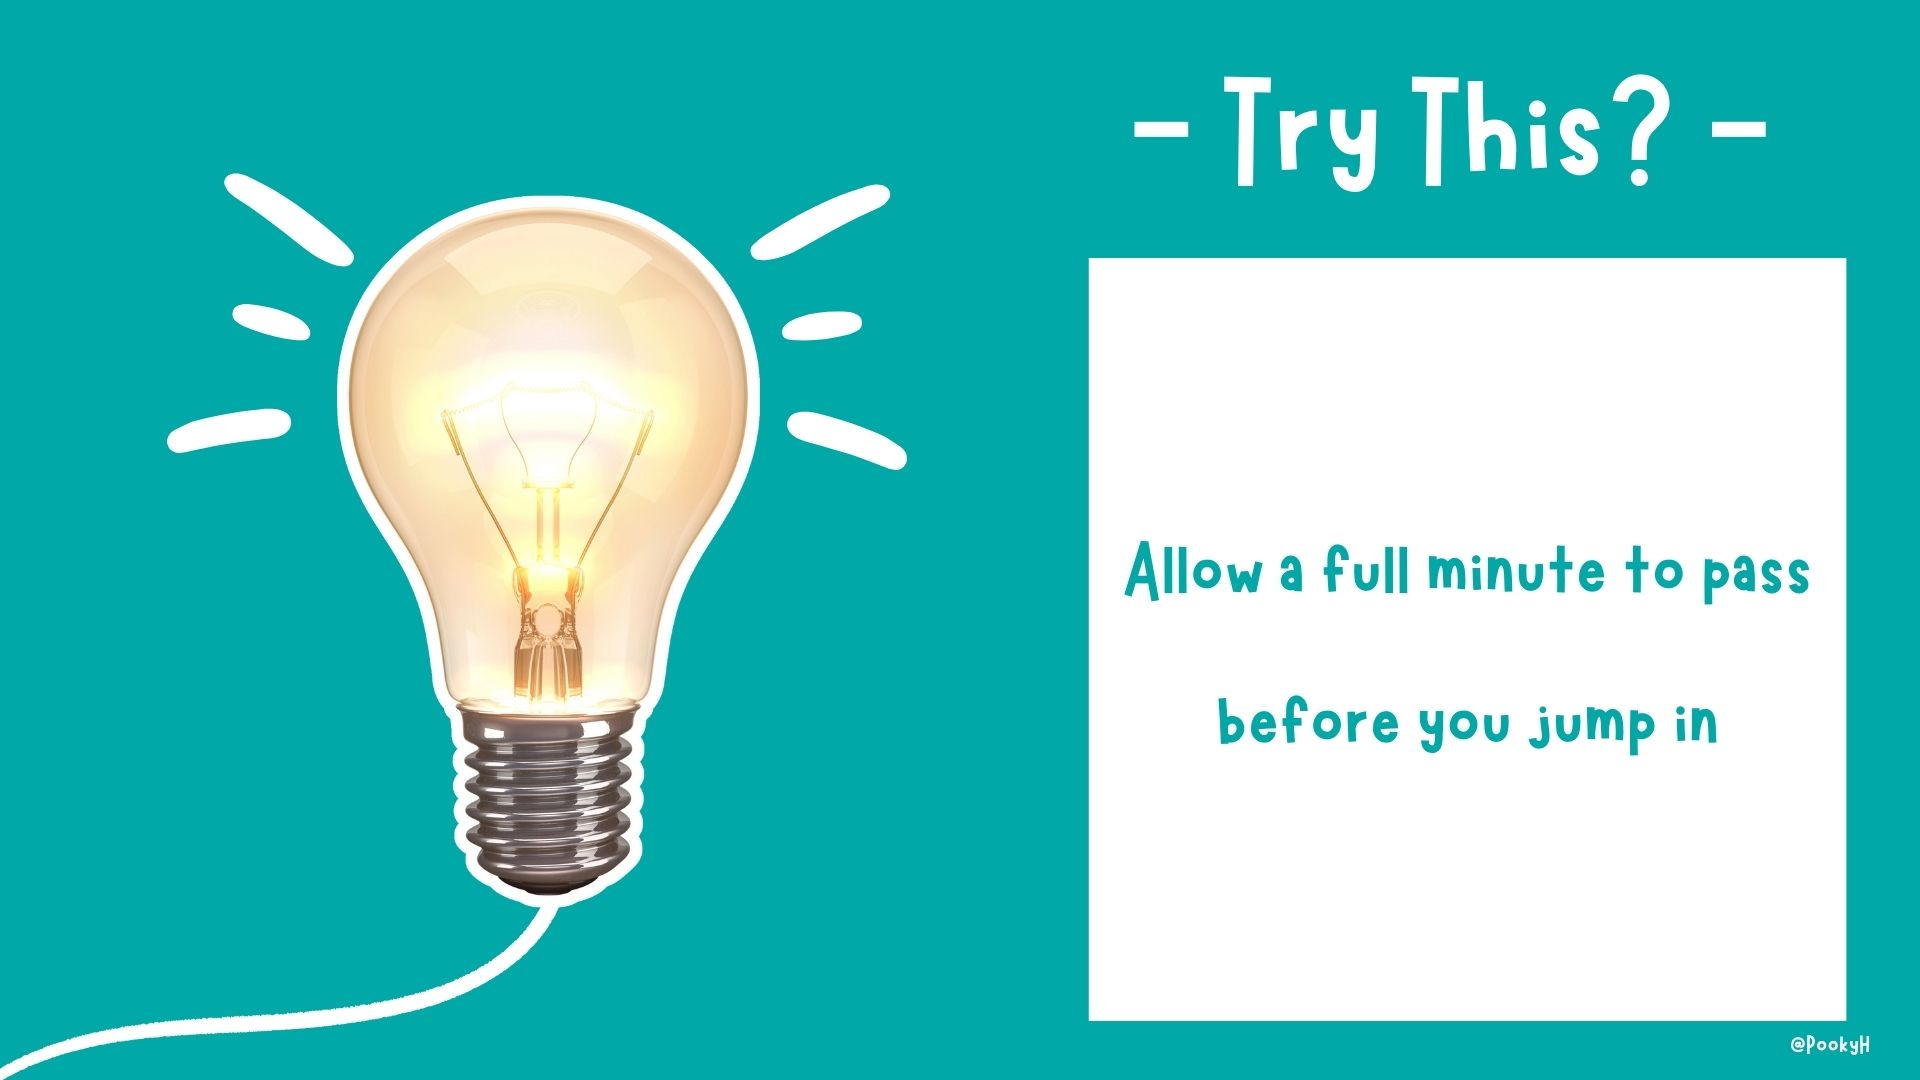 - Try This? -
Allow a full minute to pass
before you jump in
@PookyH